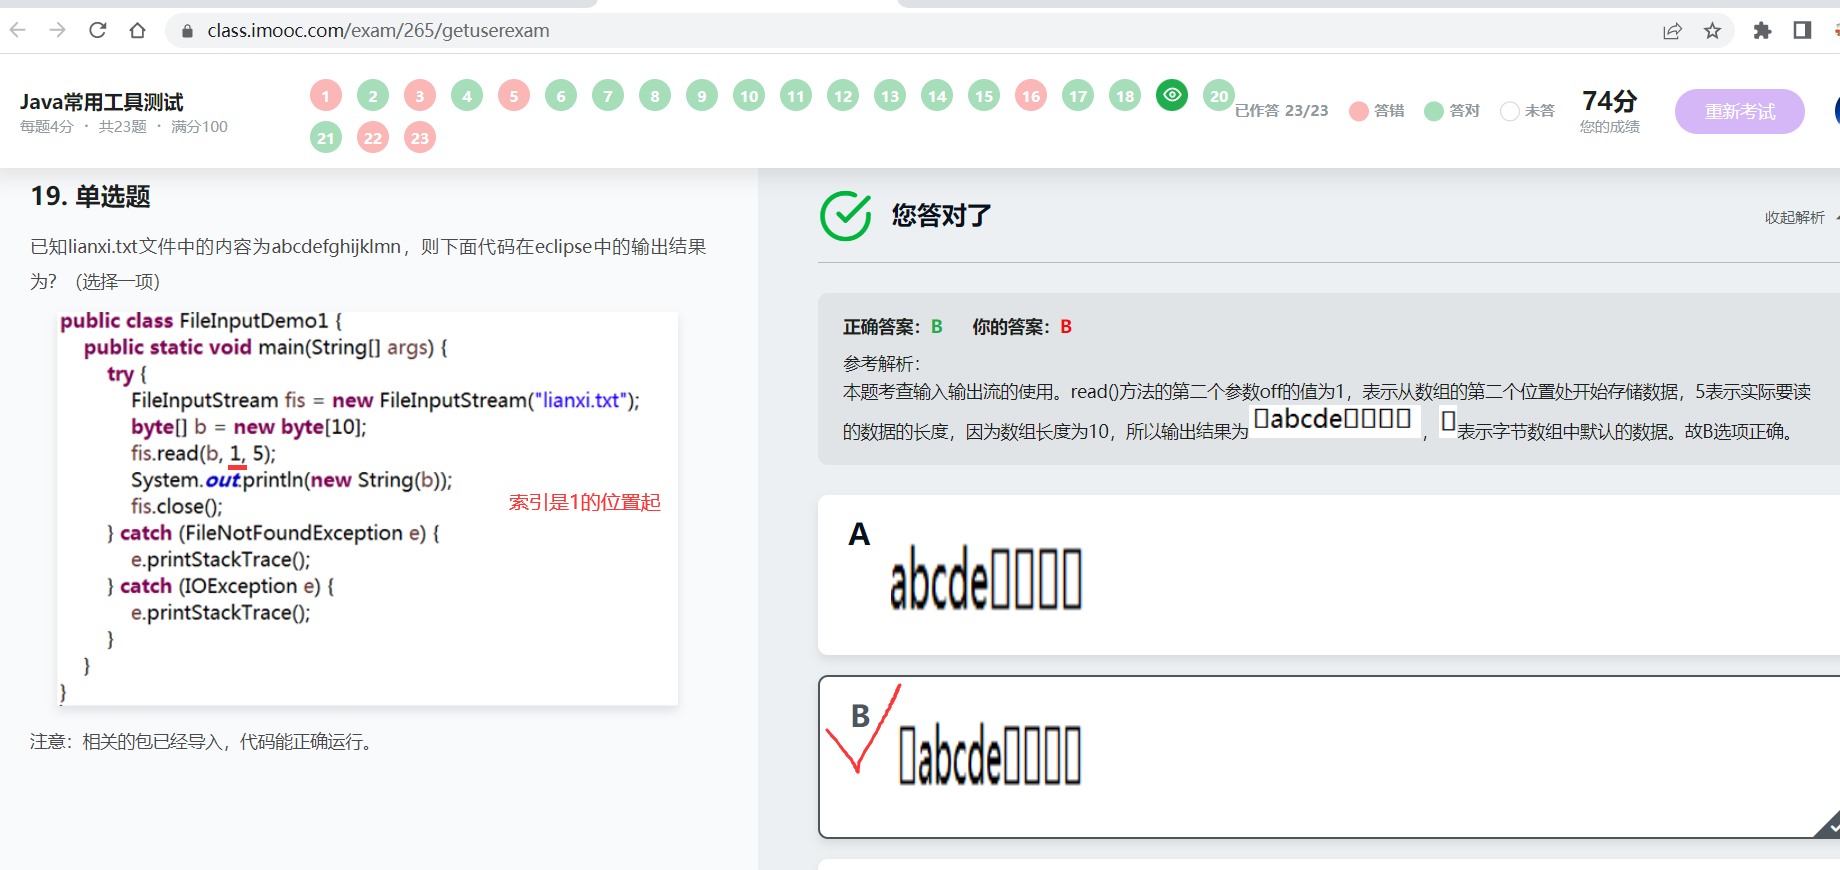 class.imooc.com/exam/265/getuserexam
Java常用工具测试
每题4分 · 共23题 · 满分100
1 2 3 4 5 6 7 8 9 10 11 12 13 14 15 16 17 18 20
21 22 23
已作答 23/23 答错 答对 未答
74分
您的成绩
重新考试
19. 单选题
已知lianxi.txt文件中的内容为abcdefghijklmn，则下面代码在eclipse中的输出结果
为？ (选择一项)
public class FileInputDemo1 {
public static void main(String[] args) {
try {
FileInputStream fis = new FileInputStream("lianxi.txt");
byte[] b = new byte[10];
fis.read(b, 1, 5);
System.out.println(new String(b));
fis.close();
} catch (FileNotFoundException e) {
e.printStackTrace();
} catch (IOException e) {
e.printStackTrace();
}
}
}
索引是1的位置起
注意：相关的包已经导入，代码能正确运行。
您答对了
收起解析
正确答案：B 你的答案：B
参考解析：
本题考查输入输出流的使用。read()方法的第二个参数off的值为1，表示从数组的第二个位置处开始存储数据，5表示实际要读
的数据的长度，因为数组长度为10，所以输出结果为▯abcde▯▯▯▯，▯表示字节数组中默认的数据。故B选项正确。
A
abcde▯▯▯▯
B
▯abcde▯▯▯▯